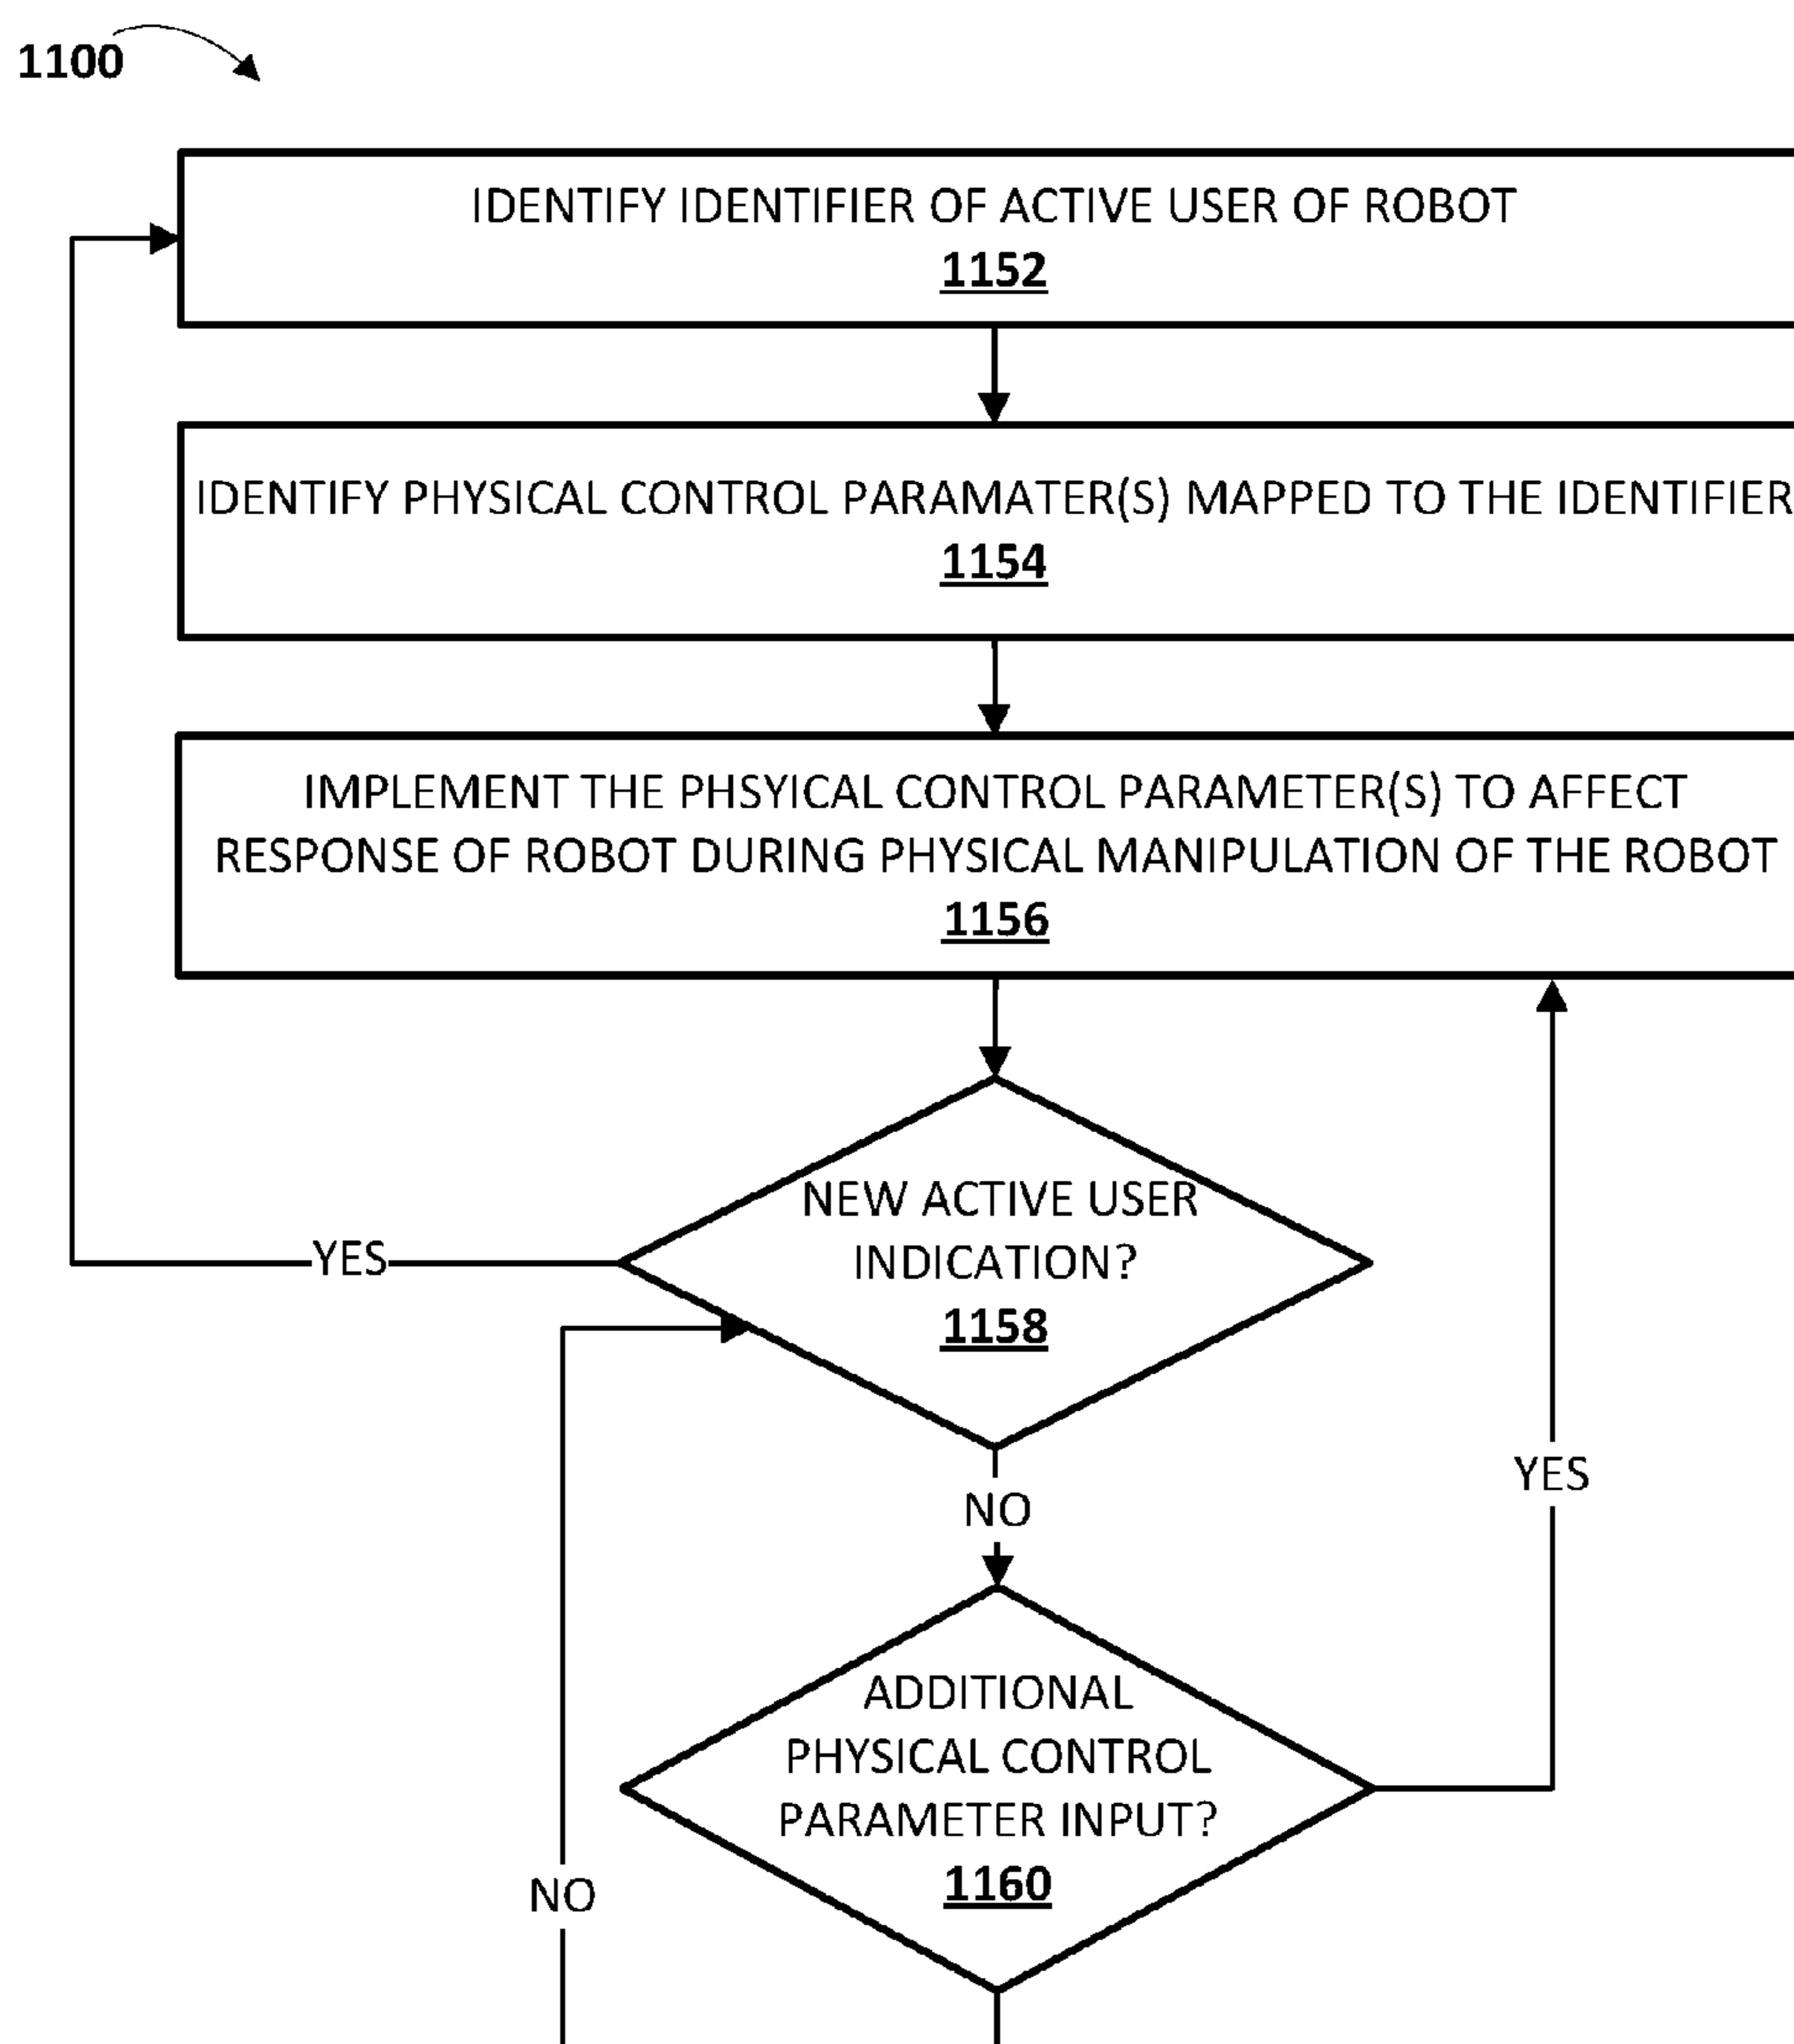 1100
IDENTIFY IDENTIFIER OF ACTIVE USER OF ROBOT
1152
IDENTIFY PHYSICAL CONTROL PARAMATER(S) MAPPED TO THE IDENTIFIER
1154
IMPLEMENT THE PHSYICAL CONTROL PARAMETER(S) TO AFFECT
RESPONSE OF ROBOT DURING PHYSICAL MANIPULATION OF THE ROBOT
1156
NEW ACTIVE USER
INDICATION?
1158
YES
NO
YES
ADDITIONAL
PHYSICAL CONTROL
PARAMETER INPUT?
1160
NO